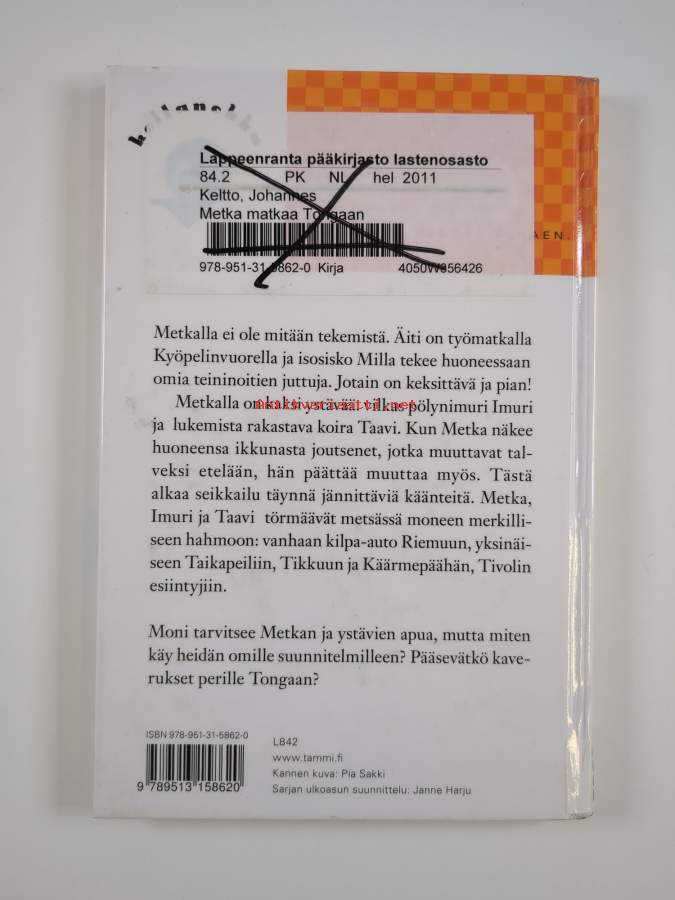 Lappeenranta pääkirjasto lastenosasto
84.2 PK NL hel 2011
Keltto, Johannes
Metka matkaa Tongaan
978-951-31-5862-0 Kirja 4050W856426
Metkalla ei ole mitään tekemistä. Äiti on työmatkalla
Kyöpelinvuorella ja isosisko Milla tekee huoneessaan
omia teininoitien juttuja. Jotain on keksittävä ja pian!
Metkalla on kaksi ystävää: vilkas pölynimuri Imuri
ja lukemista rakastava koira Taavi. Kun Metka näkee
huoneensa ikkunasta joutsenet, jotka muuttavat tal-
veksi etelään, hän päättää muuttaa myös. Tästä
alkaa seikkailu täynnä jännittäviä käänteitä. Metka,
Imuri ja Taavi törmäävät metsässä moneen merkilli-
seen hahmoon: vanhaan kilpa-auto Riemuun, yksinäi-
seen Taikapeiliin, Tikkuun ja Käärmepäähän, Tivolin
esiintyjiin.
Moni tarvitsee Metkan ja ystävien apua, mutta miten
käy heidän omille suunnitelmilleen? Pääsevätkö kave-
rukset perille Tongaan?
ISBN 978-951-31-5862-0
9 789513 158620
L842
www.tammi.fi
Kannen kuva: Pia Sakki
Sarjan ulkoasun suunnittelu: Janne Harju